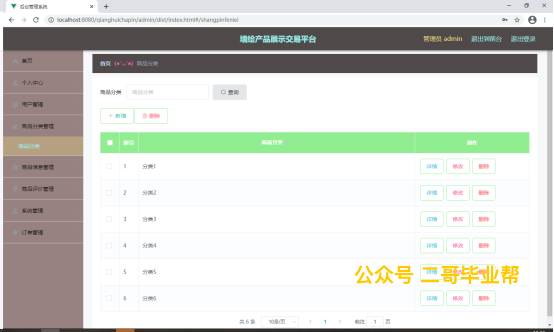 后台管理系统
localhost:8080/qianghuichapin/admin/dist/index.html#/shangpinfenlei
墙绘产品展示交易平台
管理员 admin 退出到前台 退出登录
首页
个人中心
用户管理
商品分类管理
商品分类
商品信息管理
商品评价管理
系统管理
订单管理
首页 (●'◡'●) 商品分类
商品分类 商品分类 查询
+ 新增 删除
索引 商品分类 操作
1 分类1 详情 修改 删除
2 分类2 详情 修改 删除
3 分类3 详情 修改 删除
4 分类4 详情 修改 删除
5 分类5 详情 修改 删除
6 分类6 详情 修改 删除
公众号 二哥毕业帮
共 6 条 10条/页 < 1 > 前往 1 页